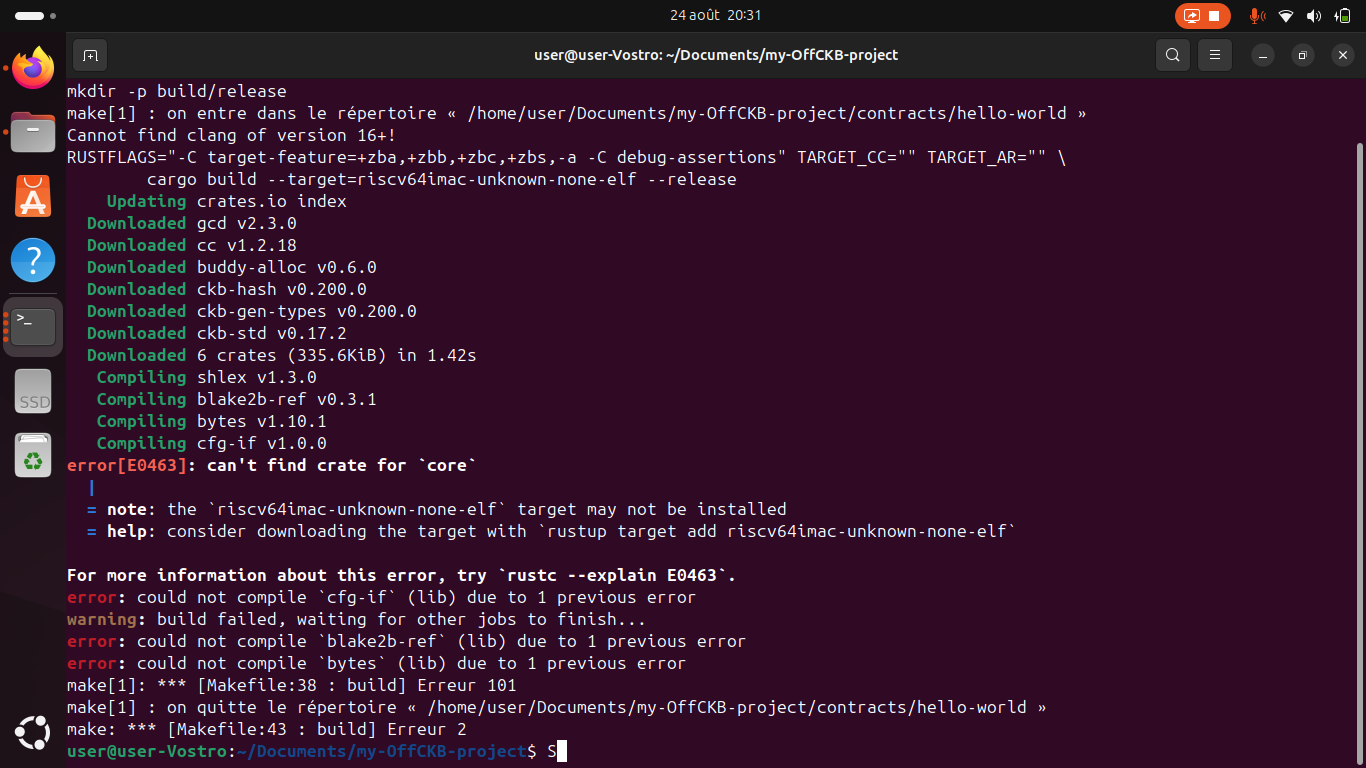 24 août 20:31
user@user-Vostro: ~/Documents/my-OffCKB-project
mkdir -p build/release
make[1] : on entre dans le répertoire « /home/user/Documents/my-OffCKB-project/contracts/hello-world »
Cannot find clang of version 16+!
RUSTFLAGS="-C target-feature=+zba,+zbb,+zbc,+zbs,-a -C debug-assertions" TARGET_CC="" TARGET_AR="" \
cargo build --target=riscv64imac-unknown-none-elf --release
Updating crates.io index
Downloaded gcd v2.3.0
Downloaded cc v1.2.18
Downloaded buddy-alloc v0.6.0
Downloaded ckb-hash v0.200.0
Downloaded ckb-gen-types v0.200.0
Downloaded ckb-std v0.17.2
Downloaded 6 crates (335.6KiB) in 1.42s
Compiling shlex v1.3.0
Compiling blake2b-ref v0.3.1
Compiling bytes v1.10.1
Compiling cfg-if v1.0.0
error[E0463]: can't find crate for `core`
|
= note: the `riscv64imac-unknown-none-elf` target may not be installed
= help: consider downloading the target with `rustup target add riscv64imac-unknown-none-elf`
For more information about this error, try `rustc --explain E0463`.
error: could not compile `cfg-if` (lib) due to 1 previous error
warning: build failed, waiting for other jobs to finish...
error: could not compile `blake2b-ref` (lib) due to 1 previous error
error: could not compile `bytes` (lib) due to 1 previous error
make[1]: *** [Makefile:38 : build] Erreur 101
make[1] : on quitte le répertoire « /home/user/Documents/my-OffCKB-project/contracts/hello-world »
make: *** [Makefile:43 : build] Erreur 2
user@user-Vostro:~/Documents/my-OffCKB-project$ S
SSD